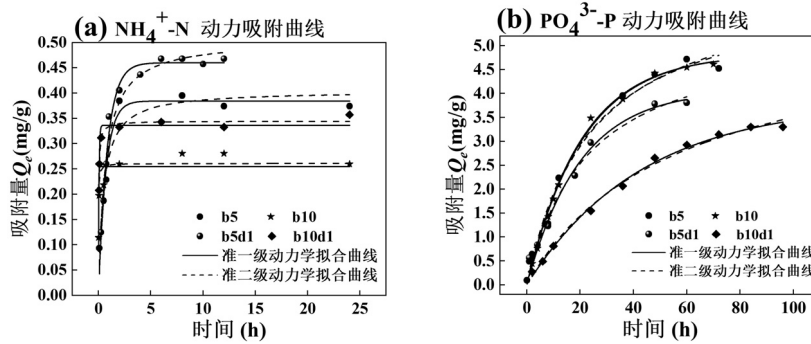 (a) NH₄⁺-N 动力吸附曲线
0.50
0.45
0.40
0.35
0.30
0.25
0.20
0.15
0.10
0.05
0.00
吸附量Qe(mg/g)
b5 b10
b5d1 b10d1
准一级动力学拟合曲线
准二级动力学拟合曲线
0 5 10 15 20 25
时间 (h)
(b) PO₄³⁻-P 动力吸附曲线
5.0
4.5
4.0
3.5
3.0
2.5
2.0
1.5
1.0
0.5
0.0
吸附量Qe(mg/g)
b5 b10
b5d1 b10d1
准一级动力学拟合曲线
准二级动力学拟合曲线
0 20 40 60 80 100
时间 (h)